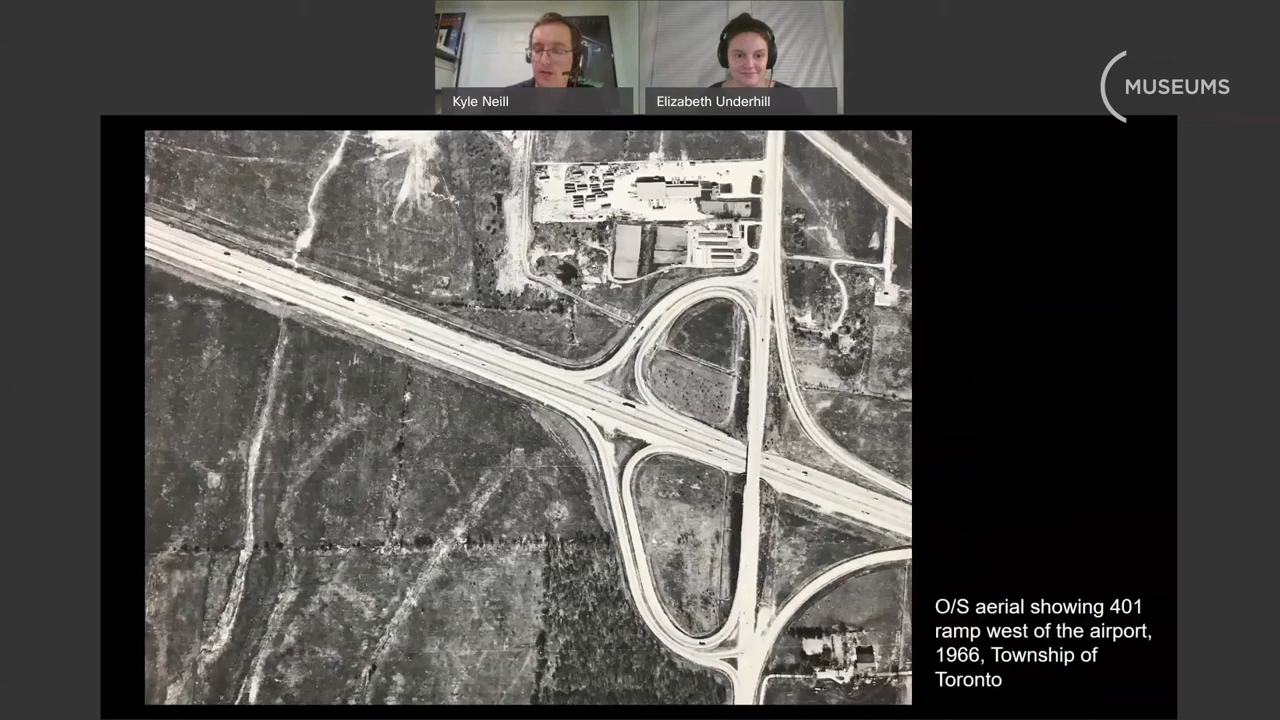 Kyle Neill
Elizabeth Underhill
MUSEUMS
O/S aerial showing 401
ramp west of the airport,
1966, Township of
Toronto